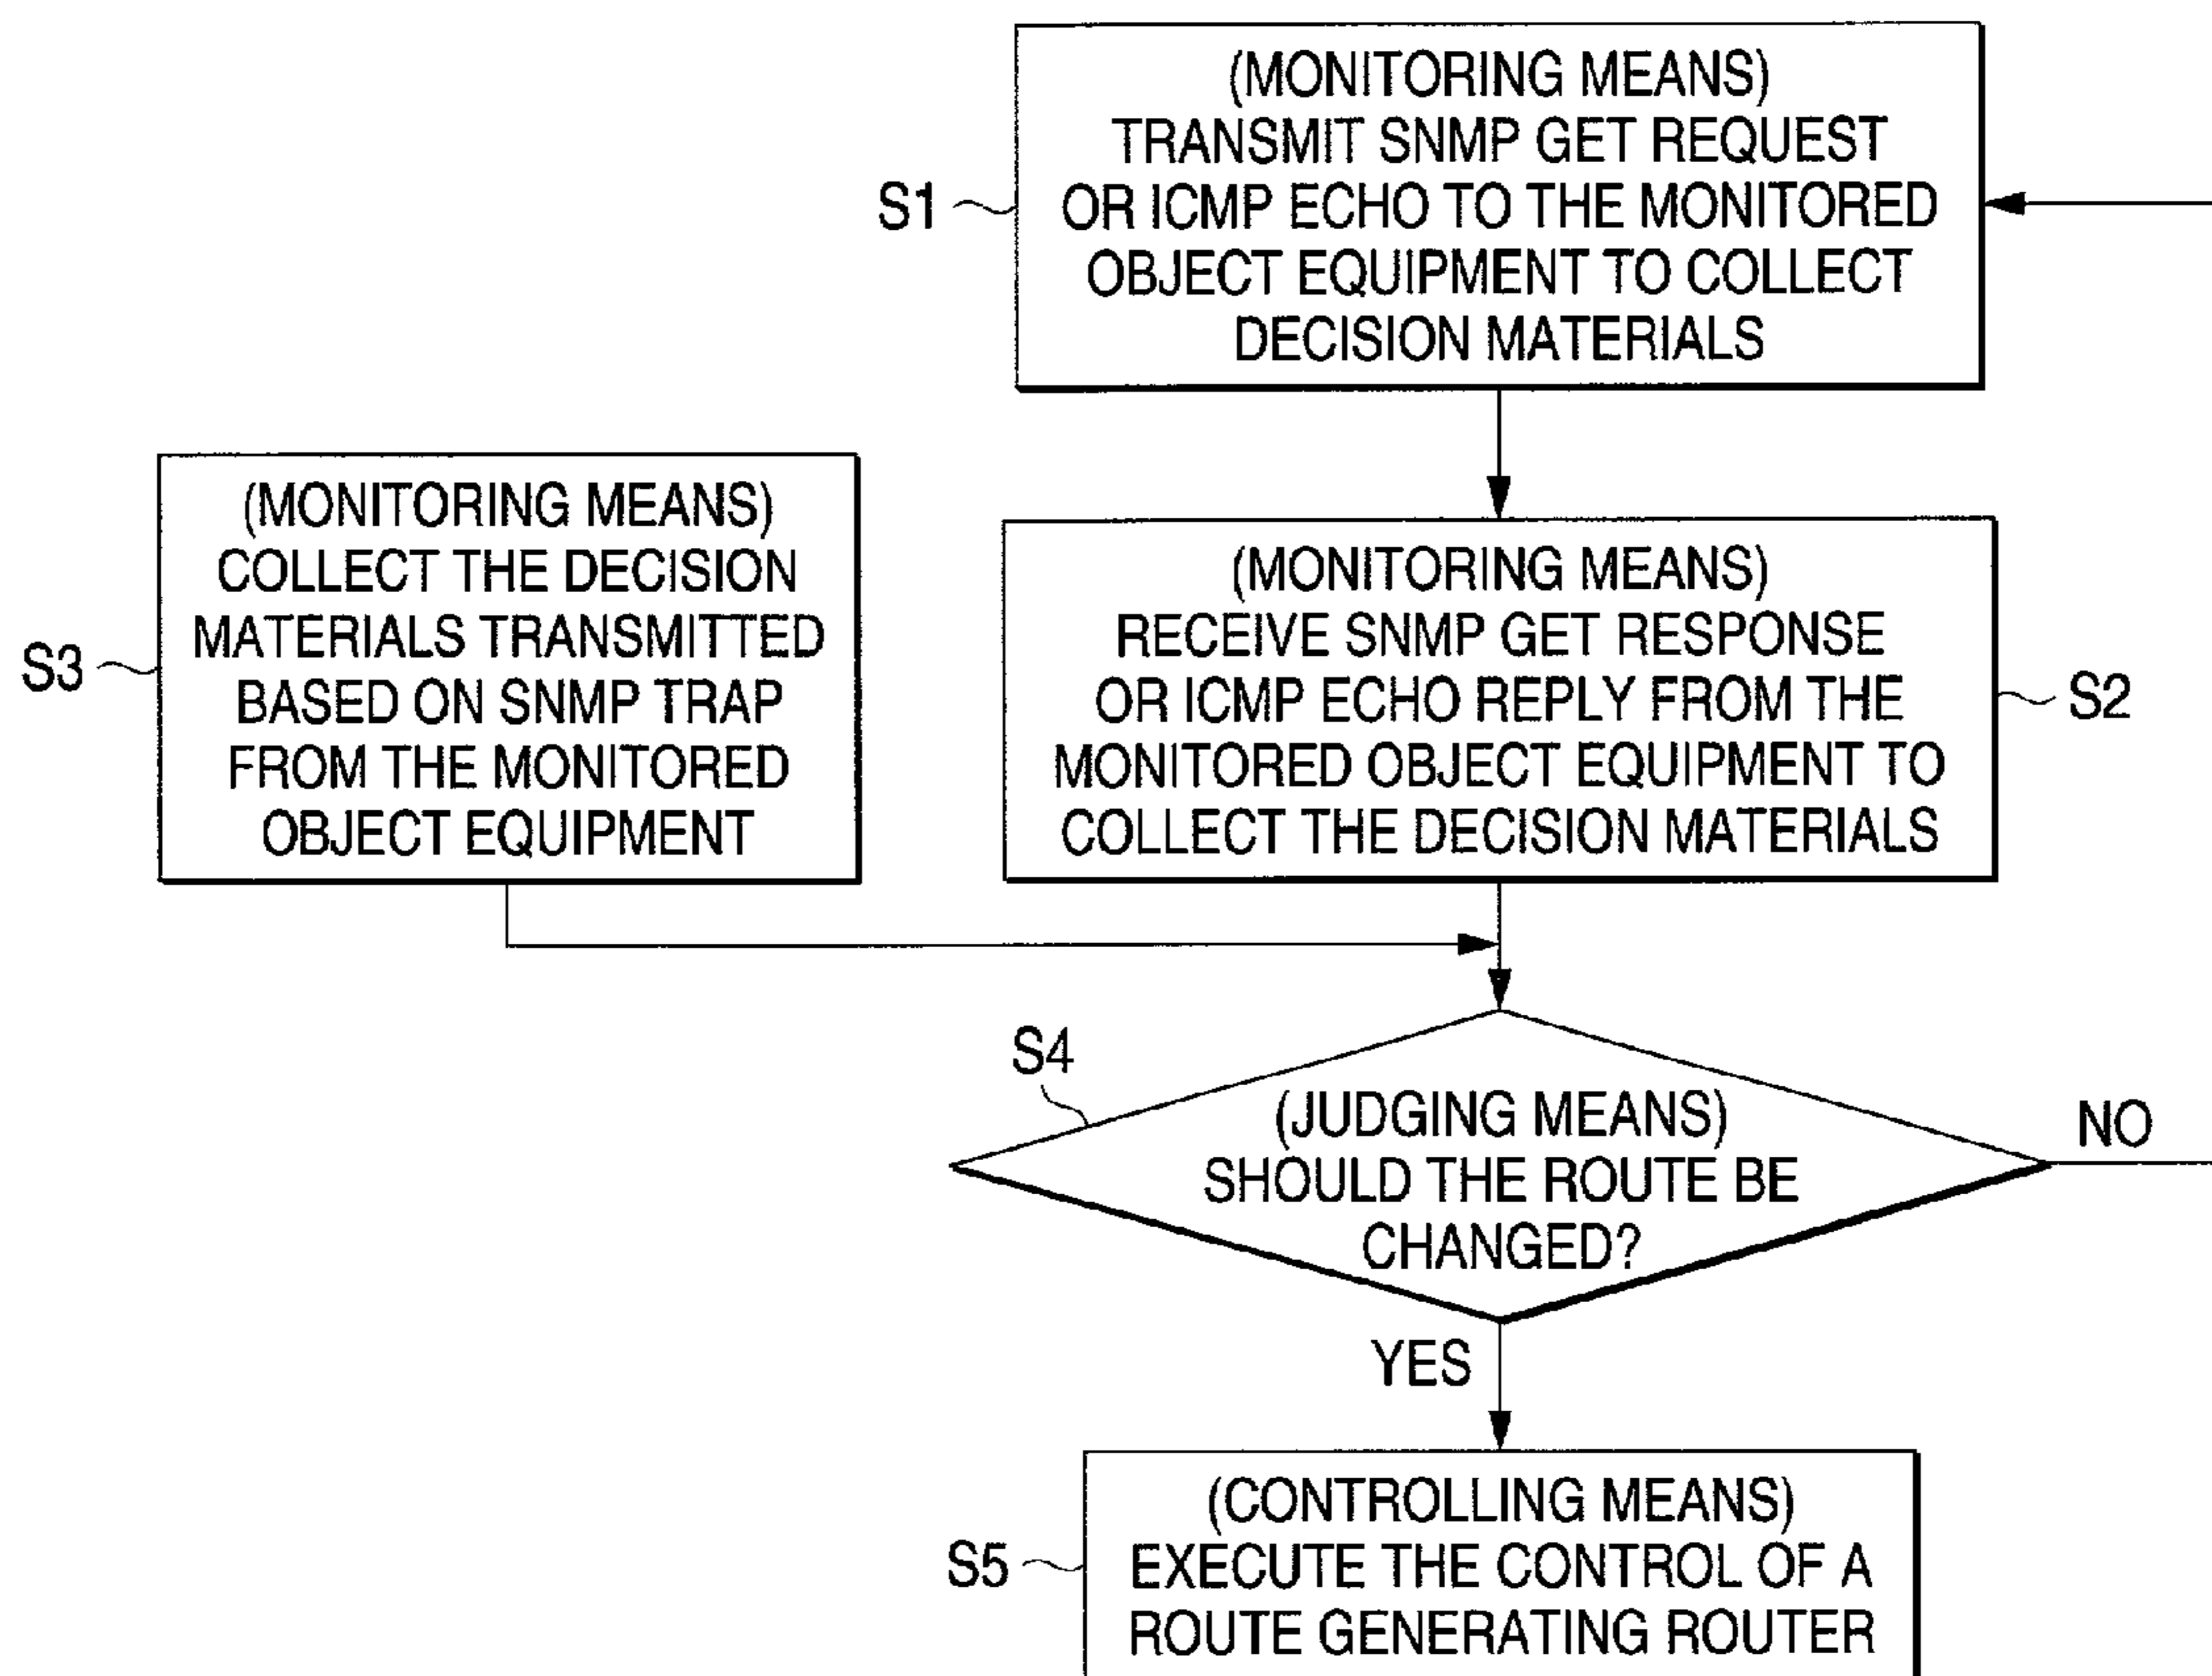 (MONITORING MEANS)
TRANSMIT SNMP GET REQUEST
OR ICMP ECHO TO THE MONITORED
OBJECT EQUIPMENT TO COLLECT
DECISION MATERIALS
S1
(MONITORING MEANS)
COLLECT THE DECISION
MATERIALS TRANSMITTED
BASED ON SNMP TRAP
FROM THE MONITORED
OBJECT EQUIPMENT
S3
(MONITORING MEANS)
RECEIVE SNMP GET RESPONSE
OR ICMP ECHO REPLY FROM THE
MONITORED OBJECT EQUIPMENT TO
COLLECT THE DECISION MATERIALS
S2
S4
(JUDGING MEANS)
SHOULD THE ROUTE BE
CHANGED?
NO
YES
(CONTROLLING MEANS)
EXECUTE THE CONTROL OF A
ROUTE GENERATING ROUTER
S5